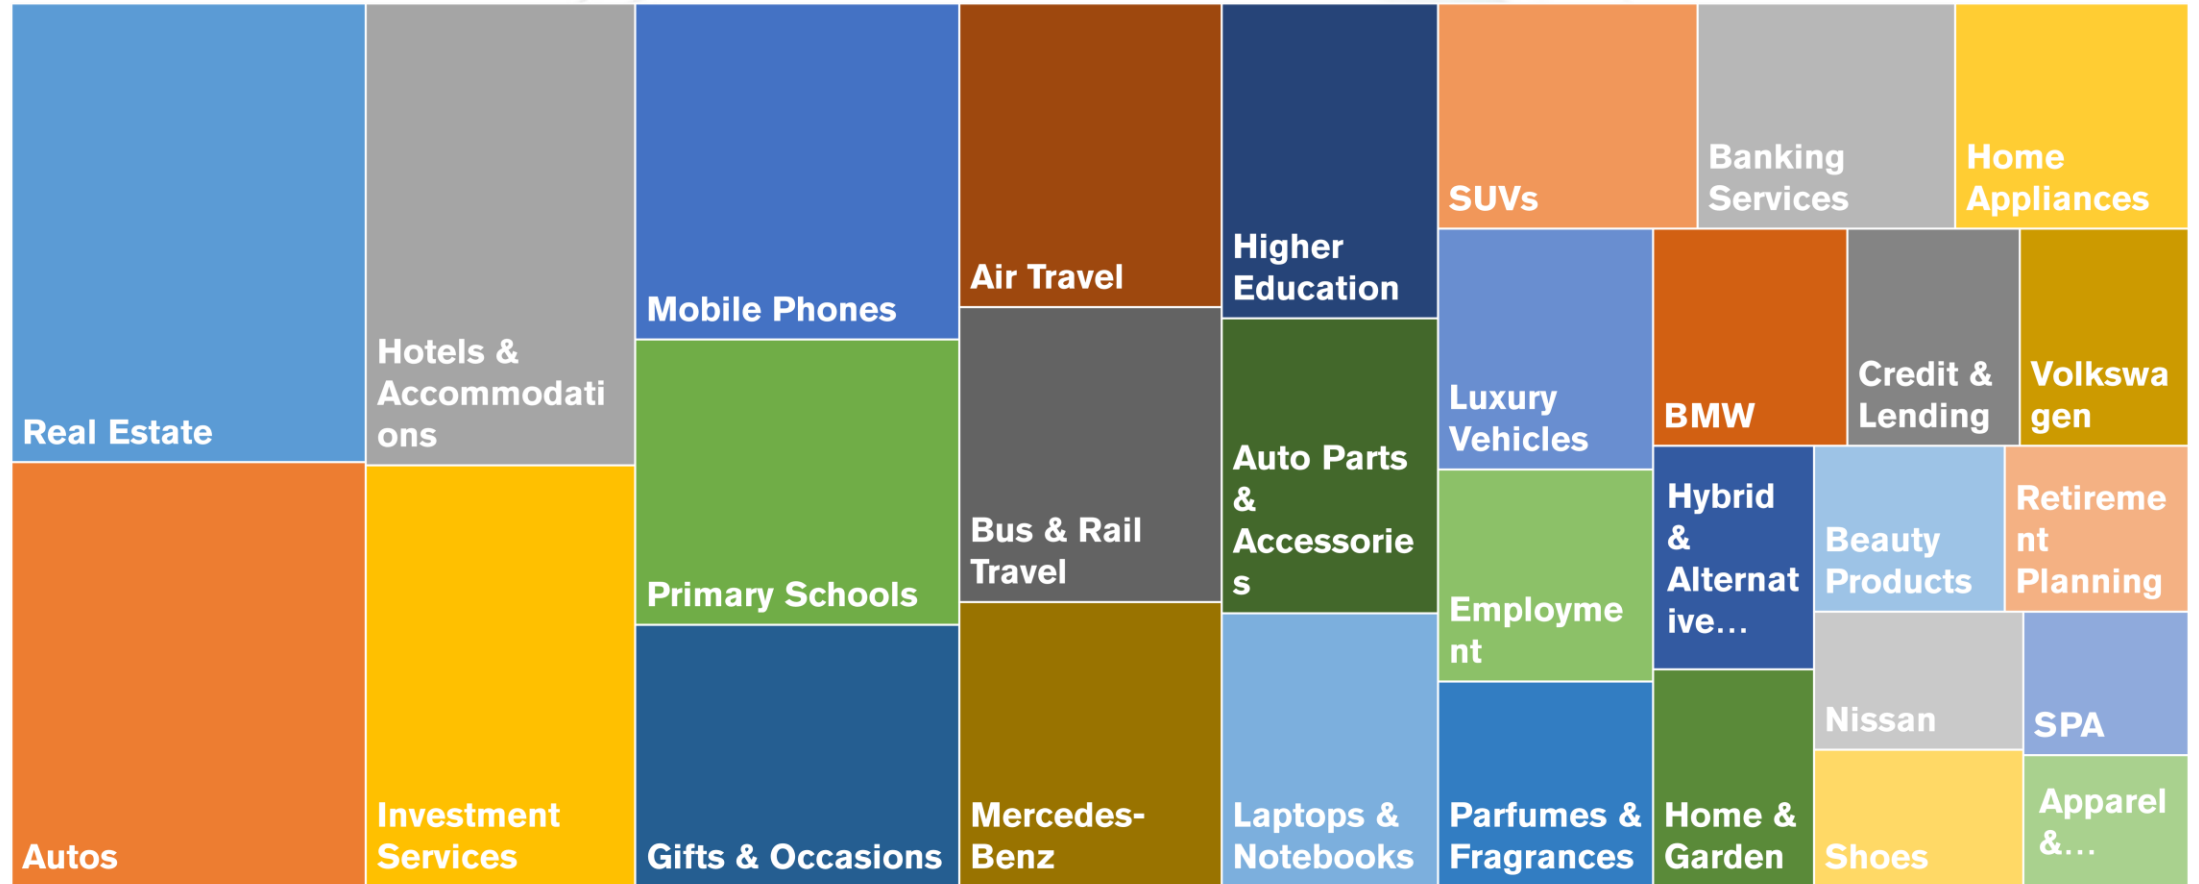 Real Estate
Autos
Hotels &
Accommodati
ons
Investment
Services
Mobile Phones
Primary Schools
Gifts & Occasions
Air Travel
Bus & Rail
Travel
Mercedes-
Benz
Higher
Education
Auto Parts
&
Accessorie
s
Laptops &
Notebooks
SUVs
Banking
Services
Home
Appliances
Luxury
Vehicles
Employme
nt
Parfumes &
Fragrances
BMW
Credit &
Lending
Volkswa
gen
Hybrid
&
Alternat
ive...
Home &
Garden
Beauty
Products
Retireme
nt
Planning
Nissan
Shoes
SPA
Apparel
&...